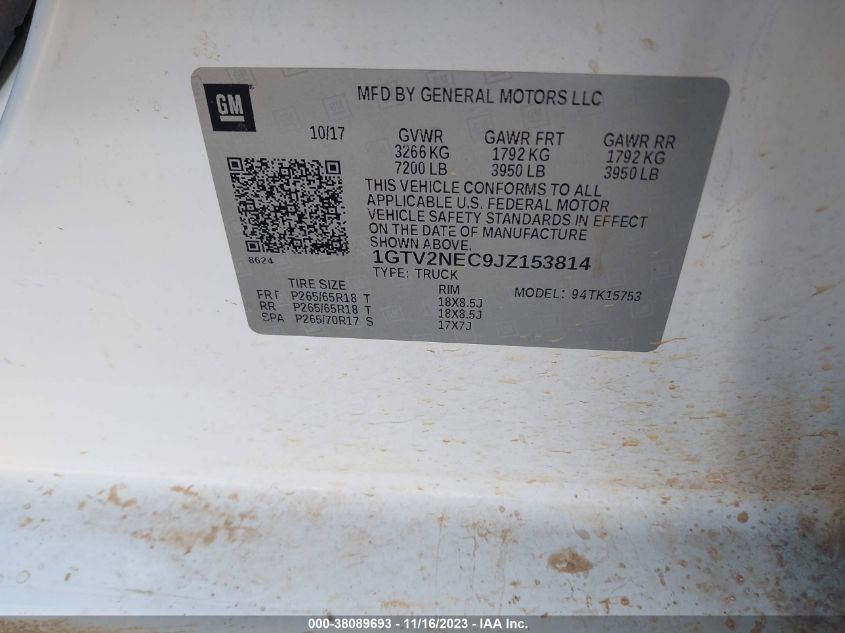 GM
MFD BY GENERAL MOTORS LLC
10/17 GVWR GAWR FRT GAWR RR
3266 KG 1792 KG 1792 KG
7200 LB 3950 LB 3950 LB
THIS VEHICLE CONFORMS TO ALL
APPLICABLE U.S. FEDERAL MOTOR
VEHICLE SAFETY STANDARDS IN EFFECT
ON THE DATE OF MANUFACTURE
SHOWN ABOVE.
8624
1GTV2NEC9JZ153814
TYPE: TRUCK
TIRE SIZE RIM MODEL: 94TK15753
FRT P265/65R18 T 18X8.5J
RR P265/65R18 T 18X8.5J
SPA P265/70R17 S 17X7J
000-38089693 - 11/16/2023 - IAA Inc.